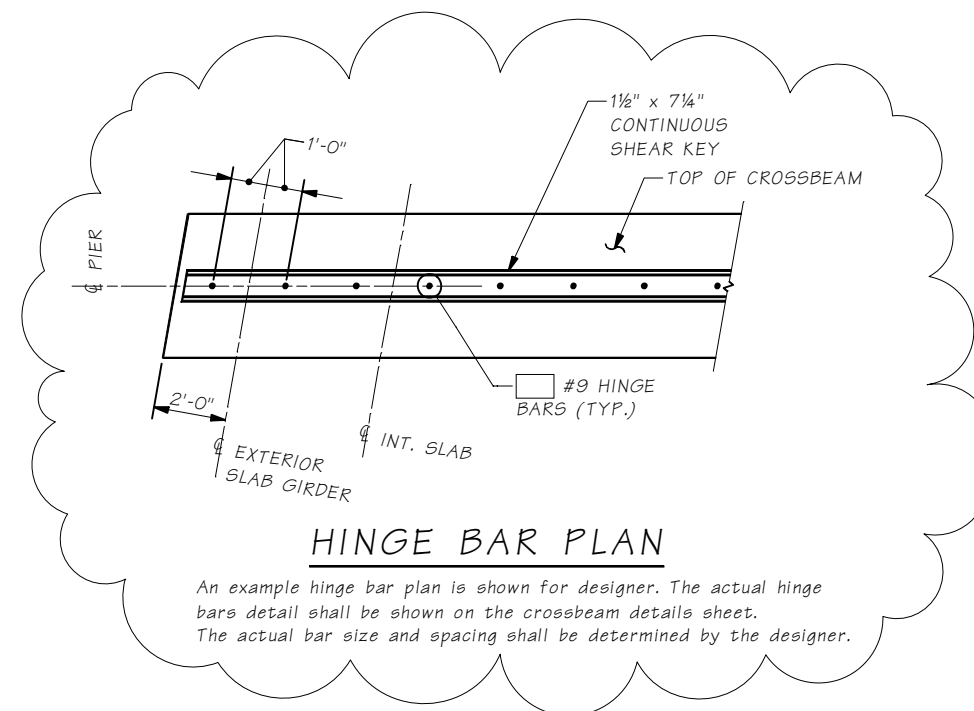 1½" x 7¼"
CONTINUOUS
SHEAR KEY
1'-0"
TOP OF CROSSBEAM
℄ PIER
#9 HINGE
BARS (TYP.)
2'-0"
℄ EXTERIOR
SLAB GIRDER
℄ INT. SLAB
HINGE BAR PLAN
An example hinge bar plan is shown for designer. The actual hinge
bars detail shall be shown on the crossbeam details sheet.
The actual bar size and spacing shall be determined by the designer.